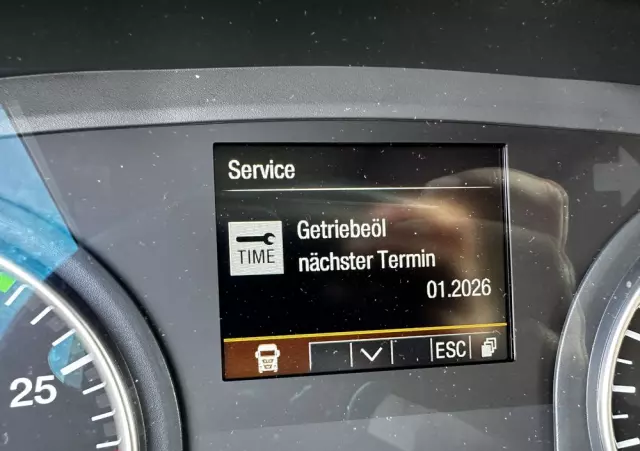 Service
Getriebeöl
TIME
nächster Termin
01.2026
ESC
25